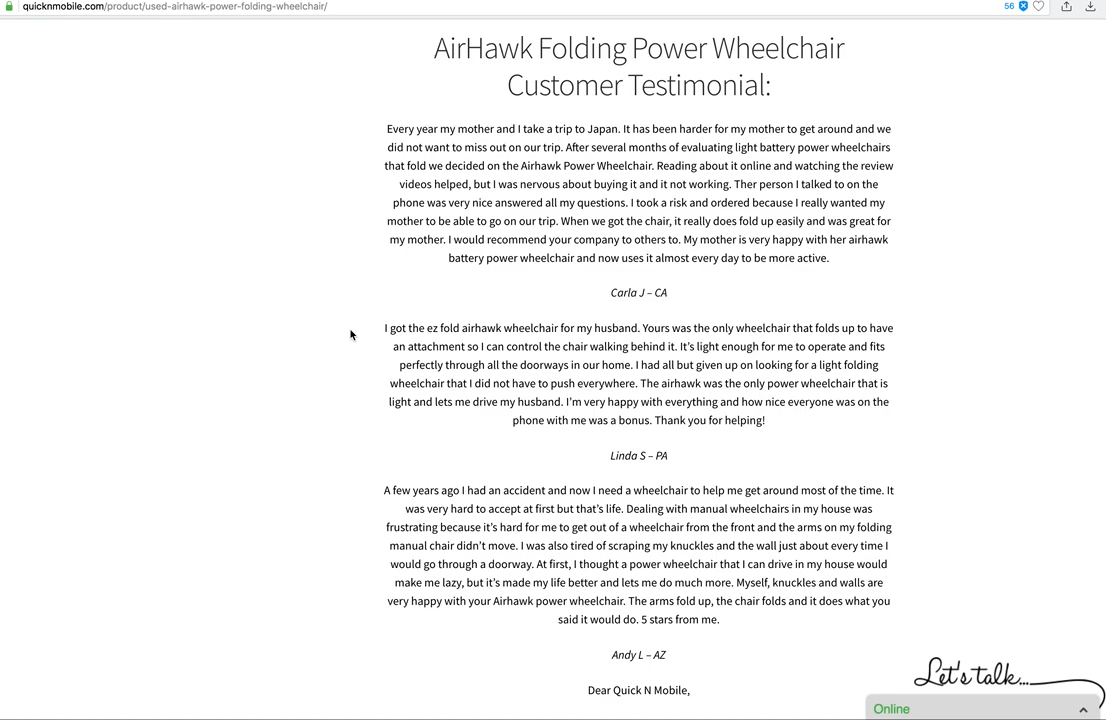 quicknmobile.com/product/used-airhawk-power-folding-wheelchair/
56
AirHawk Folding Power Wheelchair
Customer Testimonial:
Every year my mother and I take a trip to Japan. It has been harder for my mother to get around and we
did not want to miss out on our trip. After several months of evaluating light battery power wheelchairs
that fold we decided on the Airhawk Power Wheelchair. Reading about it online and watching the review
videos helped, but I was nervous about buying it and it not working. Ther person I talked to on the
phone was very nice answered all my questions. I took a risk and ordered because I really wanted my
mother to be able to go on our trip. When we got the chair, it really does fold up easily and was great for
my mother. I would recommend your company to others to. My mother is very happy with her airhawk
battery power wheelchair and now uses it almost every day to be more active.
Carla J – CA
I got the ez fold airhawk wheelchair for my husband. Yours was the only wheelchair that folds up to have
an attachment so I can control the chair walking behind it. It’s light enough for me to operate and fits
perfectly through all the doorways in our home. I had all but given up on looking for a light folding
wheelchair that I did not have to push everywhere. The airhawk was the only power wheelchair that is
light and lets me drive my husband. I’m very happy with everything and how nice everyone was on the
phone with me was a bonus. Thank you for helping!
Linda S – PA
A few years ago I had an accident and now I need a wheelchair to help me get around most of the time. It
was very hard to accept at first but that’s life. Dealing with manual wheelchairs in my house was
frustrating because it’s hard for me to get out of a wheelchair from the front and the arms on my folding
manual chair didn’t move. I was also tired of scraping my knuckles and the wall just about every time I
would go through a doorway. At first, I thought a power wheelchair that I can drive in my house would
make me lazy, but it’s made my life better and lets me do much more. Myself, knuckles and walls are
very happy with your Airhawk power wheelchair. The arms fold up, the chair folds and it does what you
said it would do. 5 stars from me.
Andy L – AZ
Dear Quick N Mobile,
Let's talk...
Online